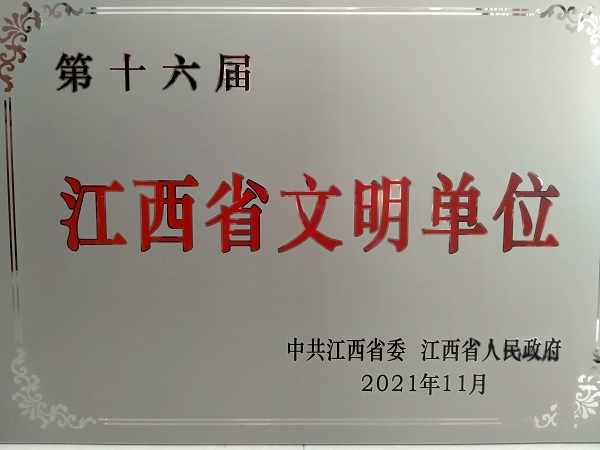 第十六届
江西省文明单位
中共江西省委 江西省人民政府
2021年11月